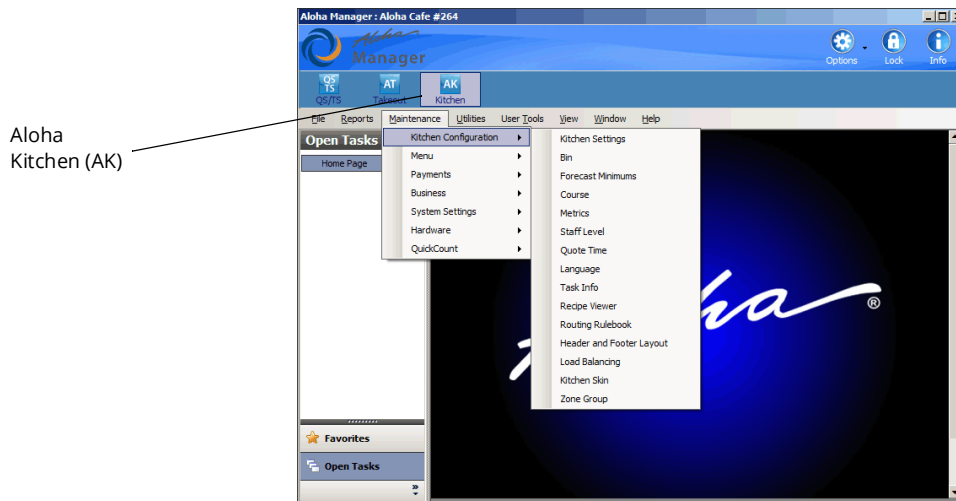 Aloha Manager : Aloha Cafe #264
Aloha
Manager
Options
Lock
Info
QS
TS
AT
AK
QS/TS
Takeout
Kitchen
File Reports Maintenance Utilities User Tools View Window Help
Aloha
Kitchen (AK)
Open Tasks
Home Page
Kitchen Configuration
Menu
Payments
Business
System Settings
Hardware
QuickCount
Kitchen Settings
Bin
Forecast Minimums
Course
Metrics
Staff Level
Quote Time
Language
Task Info
Recipe Viewer
Routing Rulebook
Header and Footer Layout
Load Balancing
Kitchen Skin
Zone Group
®
Favorites
Open Tasks